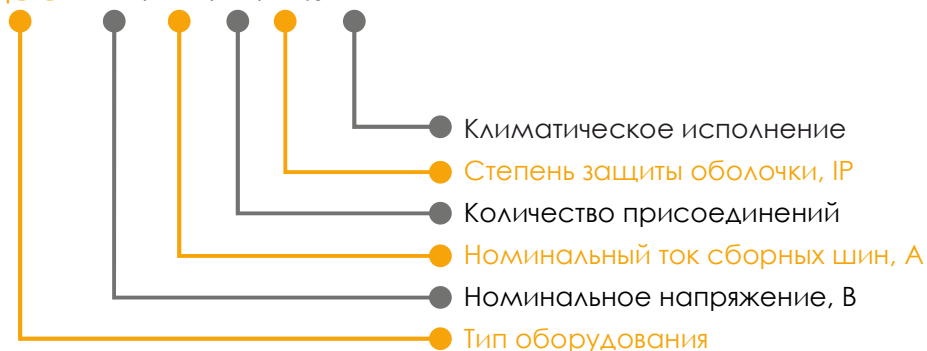 Климатическое исполнение
Степень защиты оболочки, IP
Количество присоединений
Номинальный ток сборных шин, А
Номинальное напряжение, В
Тип оборудования